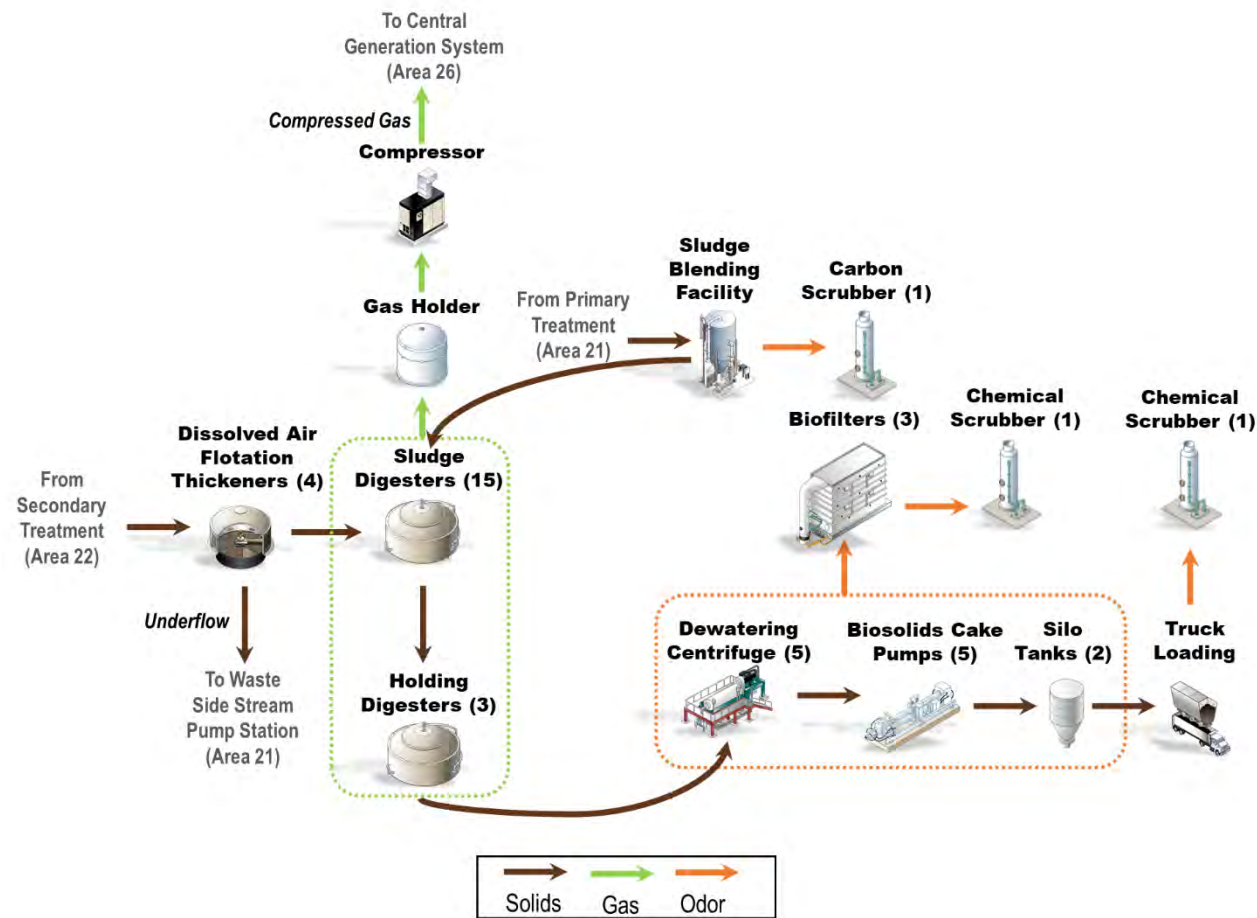 To Central
Generation System
(Area 26)
Compressed Gas
Compressor
Gas Holder
Sludge
Blending
Facility
Carbon
Scrubber (1)
From Primary
Treatment
(Area 21)
Biofilters (3)
Chemical
Scrubber (1)
Chemical
Scrubber (1)
Dissolved Air
Flotation
Thickeners (4)
Sludge
Digesters (15)
From
Secondary
Treatment
(Area 22)
Underflow
To Waste
Side Stream
Pump Station
(Area 21)
Holding
Digesters (3)
Dewatering
Centrifuge (5)
Biosolids Cake
Pumps (5)
Silo
Tanks (2)
Truck
Loading
Solids
Gas
Odor